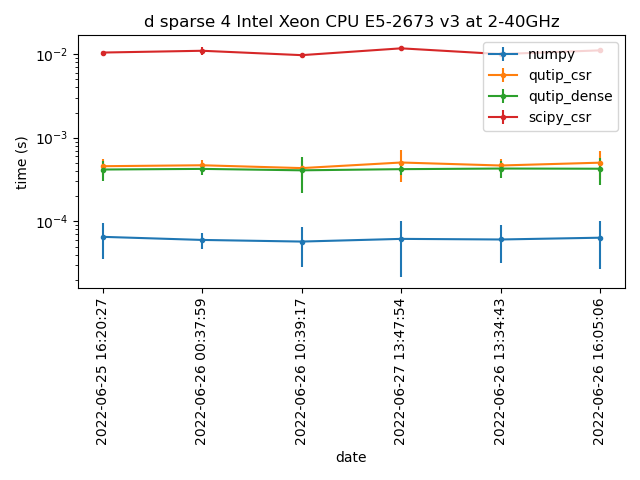 d sparse 4 Intel Xeon CPU E5-2673 v3 at 2-40GHz
time (s)
10⁻²
10⁻³
10⁻⁴
numpy
qutip_csr
qutip_dense
scipy_csr
2022-06-25 16:20:27
2022-06-26 00:37:59
2022-06-26 10:39:17
2022-06-27 13:47:54
2022-06-26 13:34:43
2022-06-26 16:05:06
date